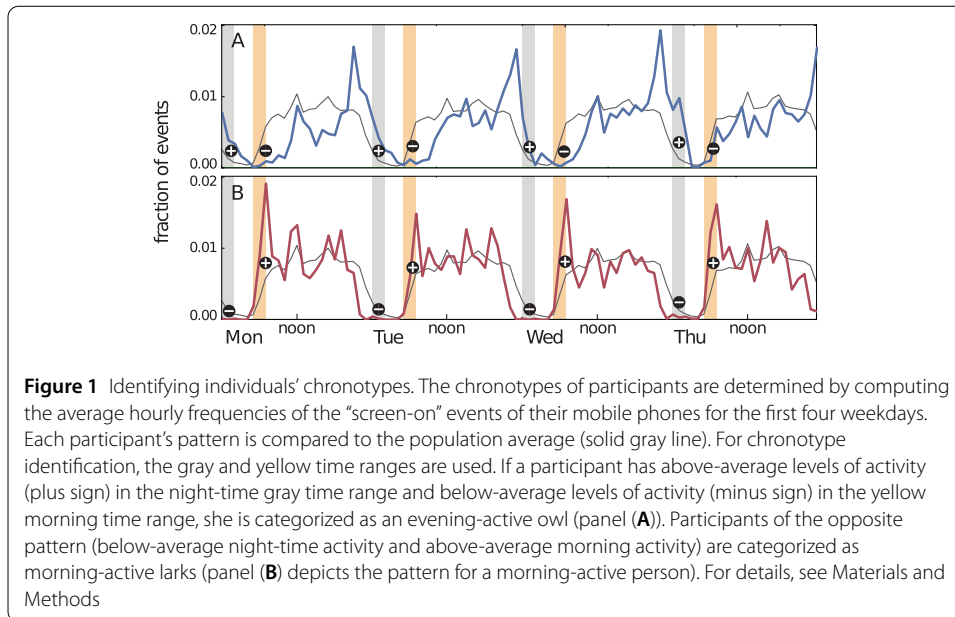 0.02
A
0.01
0.00
0.02
B
0.01
0.00
fraction of events
Mon noon Tue noon Wed noon Thu noon
Figure 1 Identifying individuals’ chronotypes. The chronotypes of participants are determined by computing
the average hourly frequencies of the “screen-on” events of their mobile phones for the first four weekdays.
Each participant’s pattern is compared to the population average (solid gray line). For chronotype
identification, the gray and yellow time ranges are used. If a participant has above-average levels of activity
(plus sign) in the night-time gray time range and below-average levels of activity (minus sign) in the yellow
morning time range, she is categorized as an evening-active owl (panel (A)). Participants of the opposite
pattern (below-average night-time activity and above-average morning activity) are categorized as
morning-active larks (panel (B) depicts the pattern for a morning-active person). For details, see Materials and
Methods